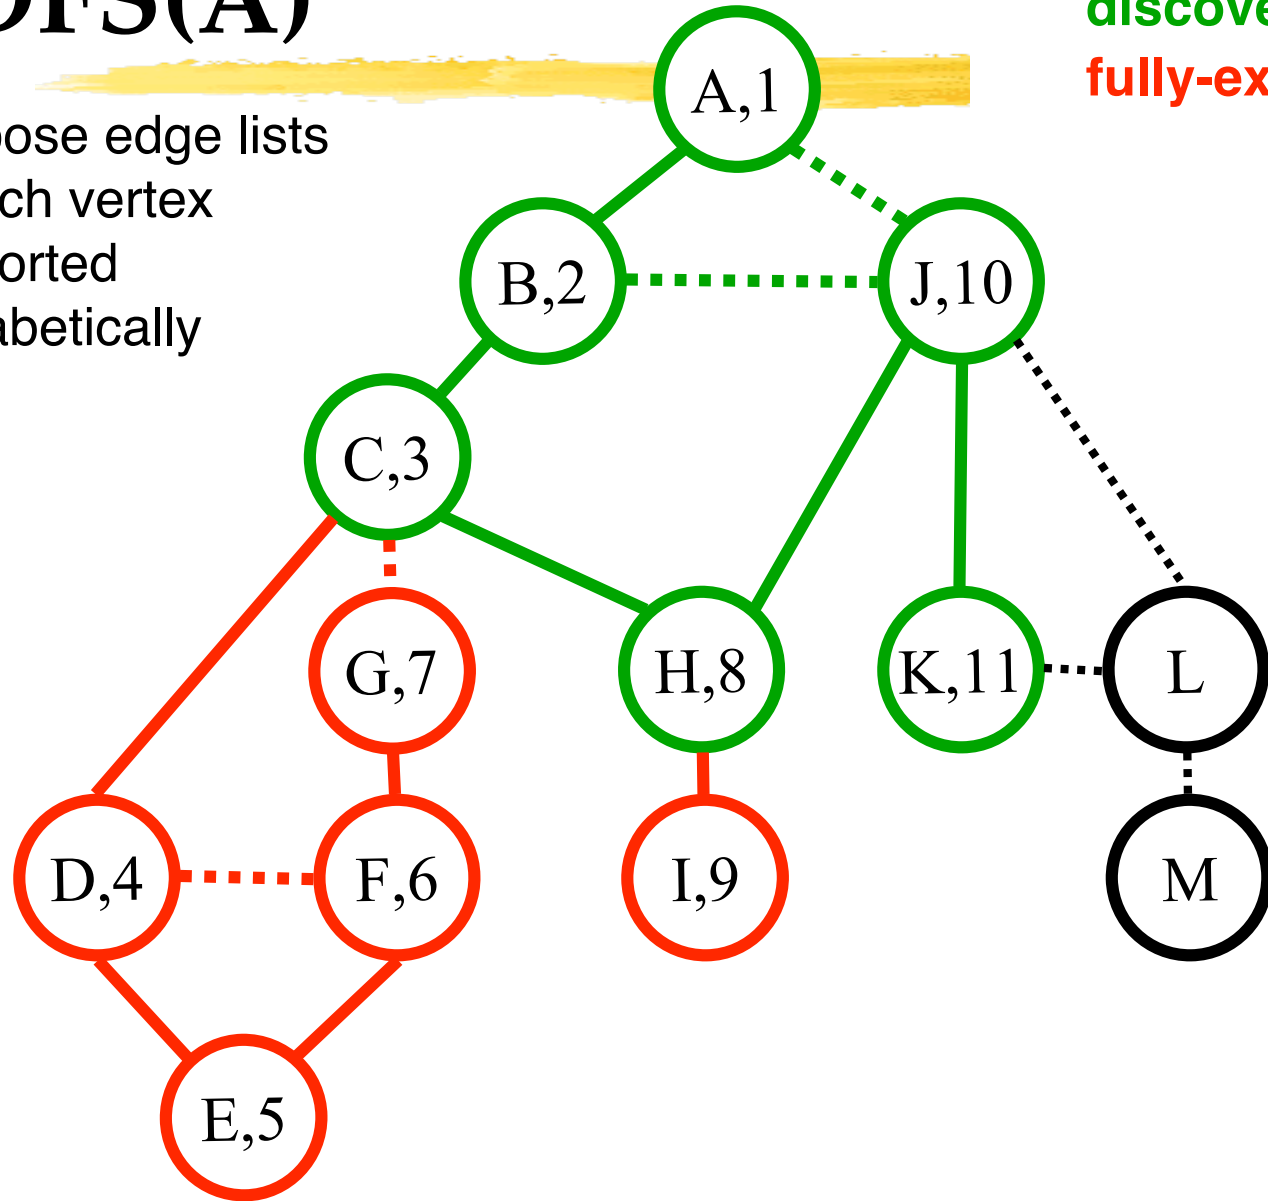 DFS(A)
discove
fully-ex
pose edge lists
ch vertex
orted
abetically
A,1
B,2
J,10
C,3
G,7
H,8
K,11
L
D,4
F,6
I,9
M
E,5